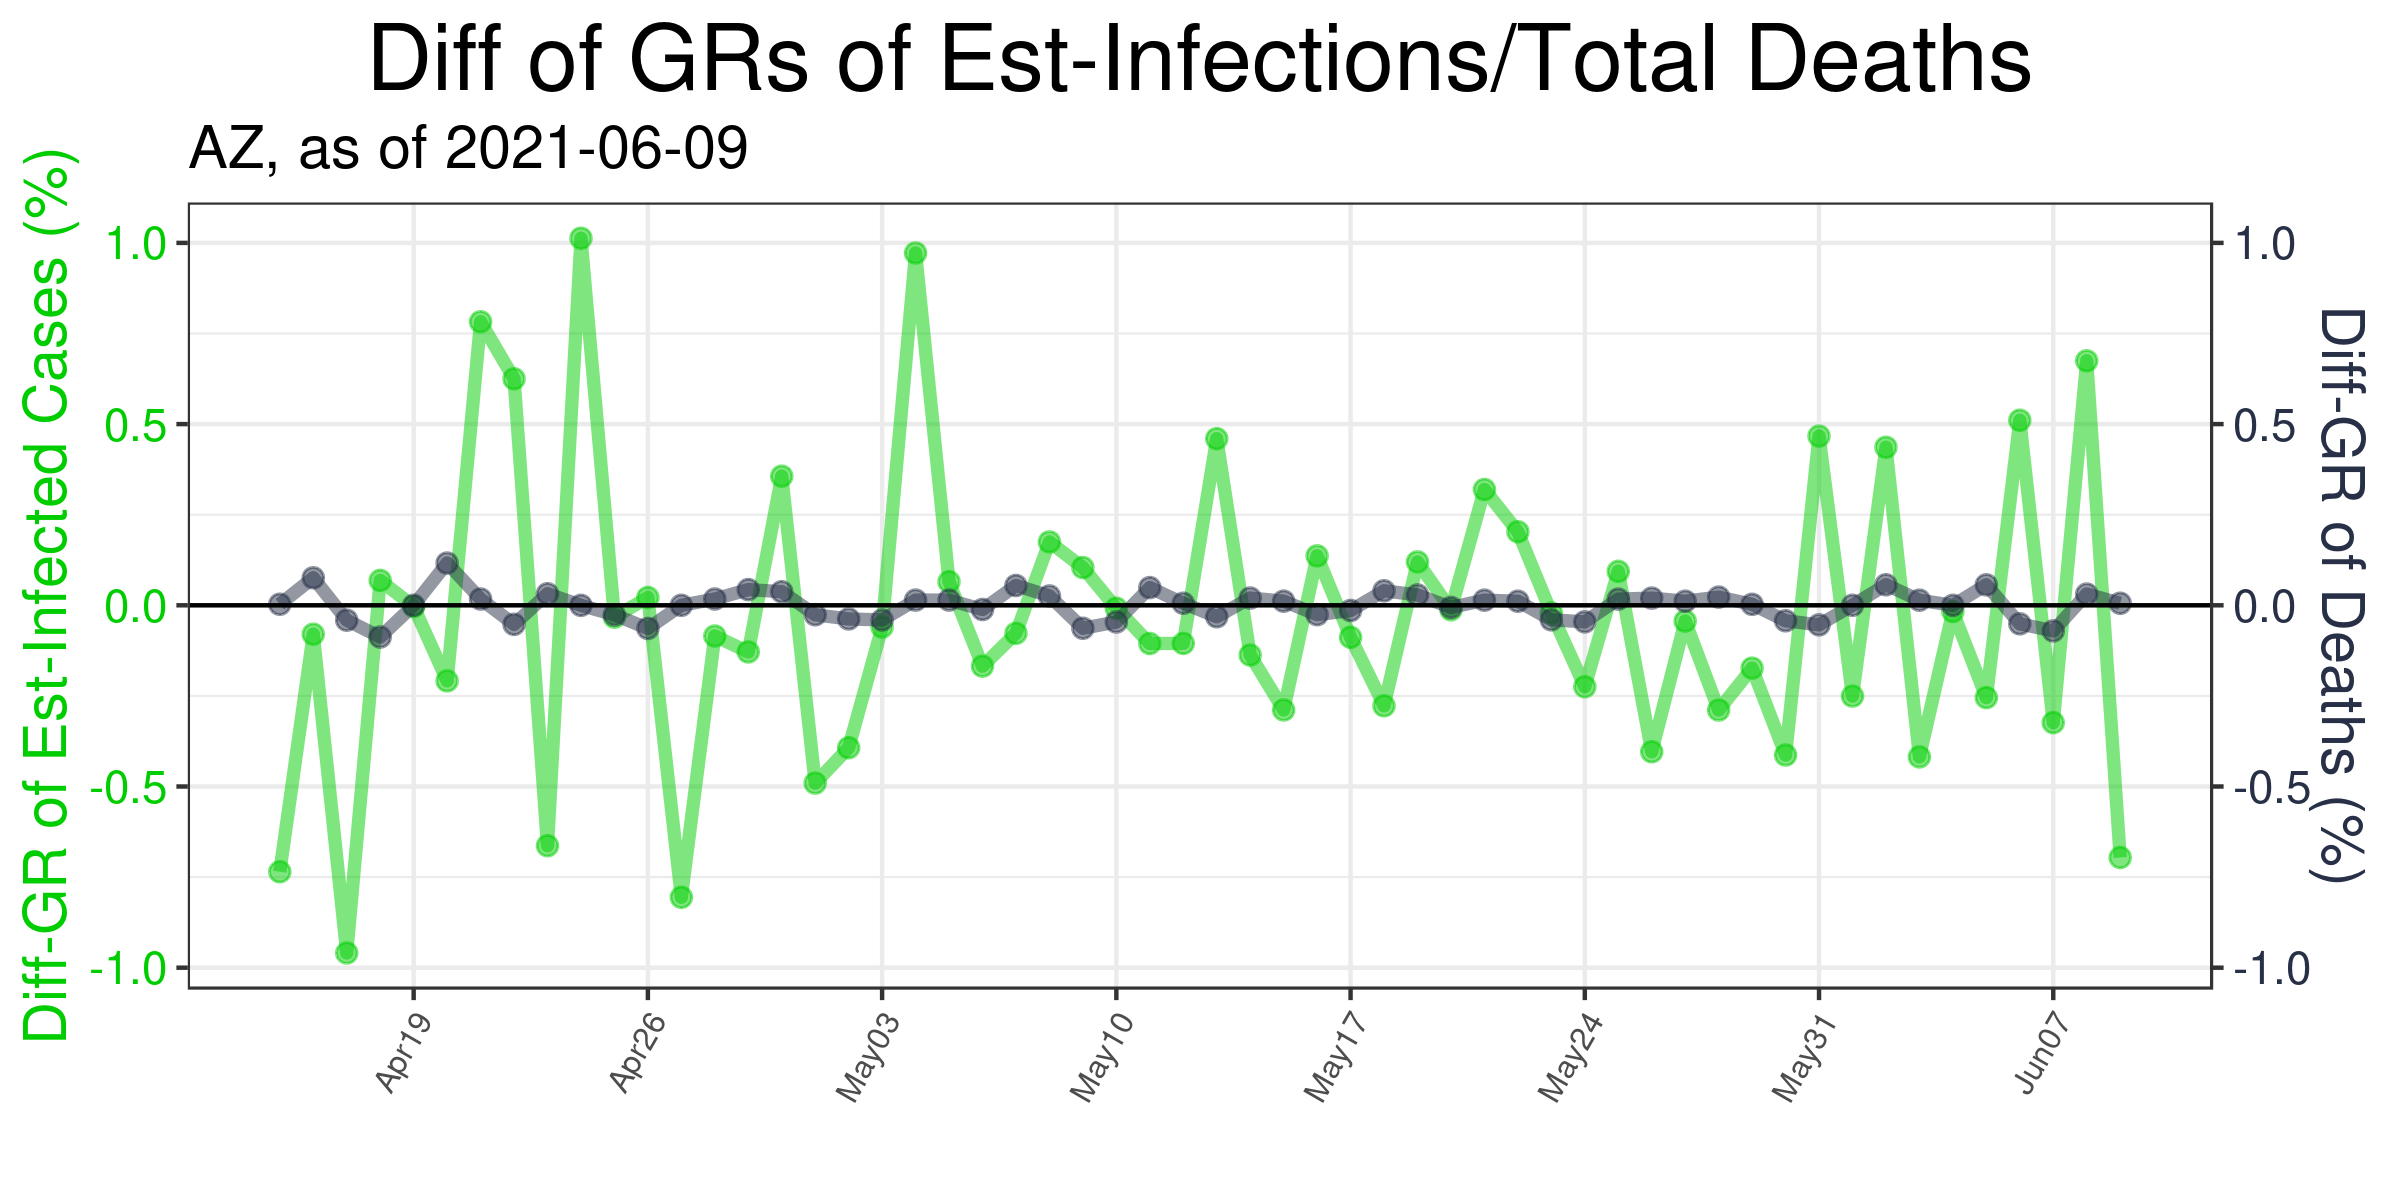 Diff of GRs of Est-Infections/Total Deaths
AZ, as of 2021-06-09
Diff-GR of Est-Infected Cases (%)
1.0
0.5
0.0
-0.5
-1.0
1.0
0.5
0.0
-0.5
-1.0
Diff-GR of Deaths (%)
Apr19
Apr26
May03
May10
May17
May24
May31
Jun07